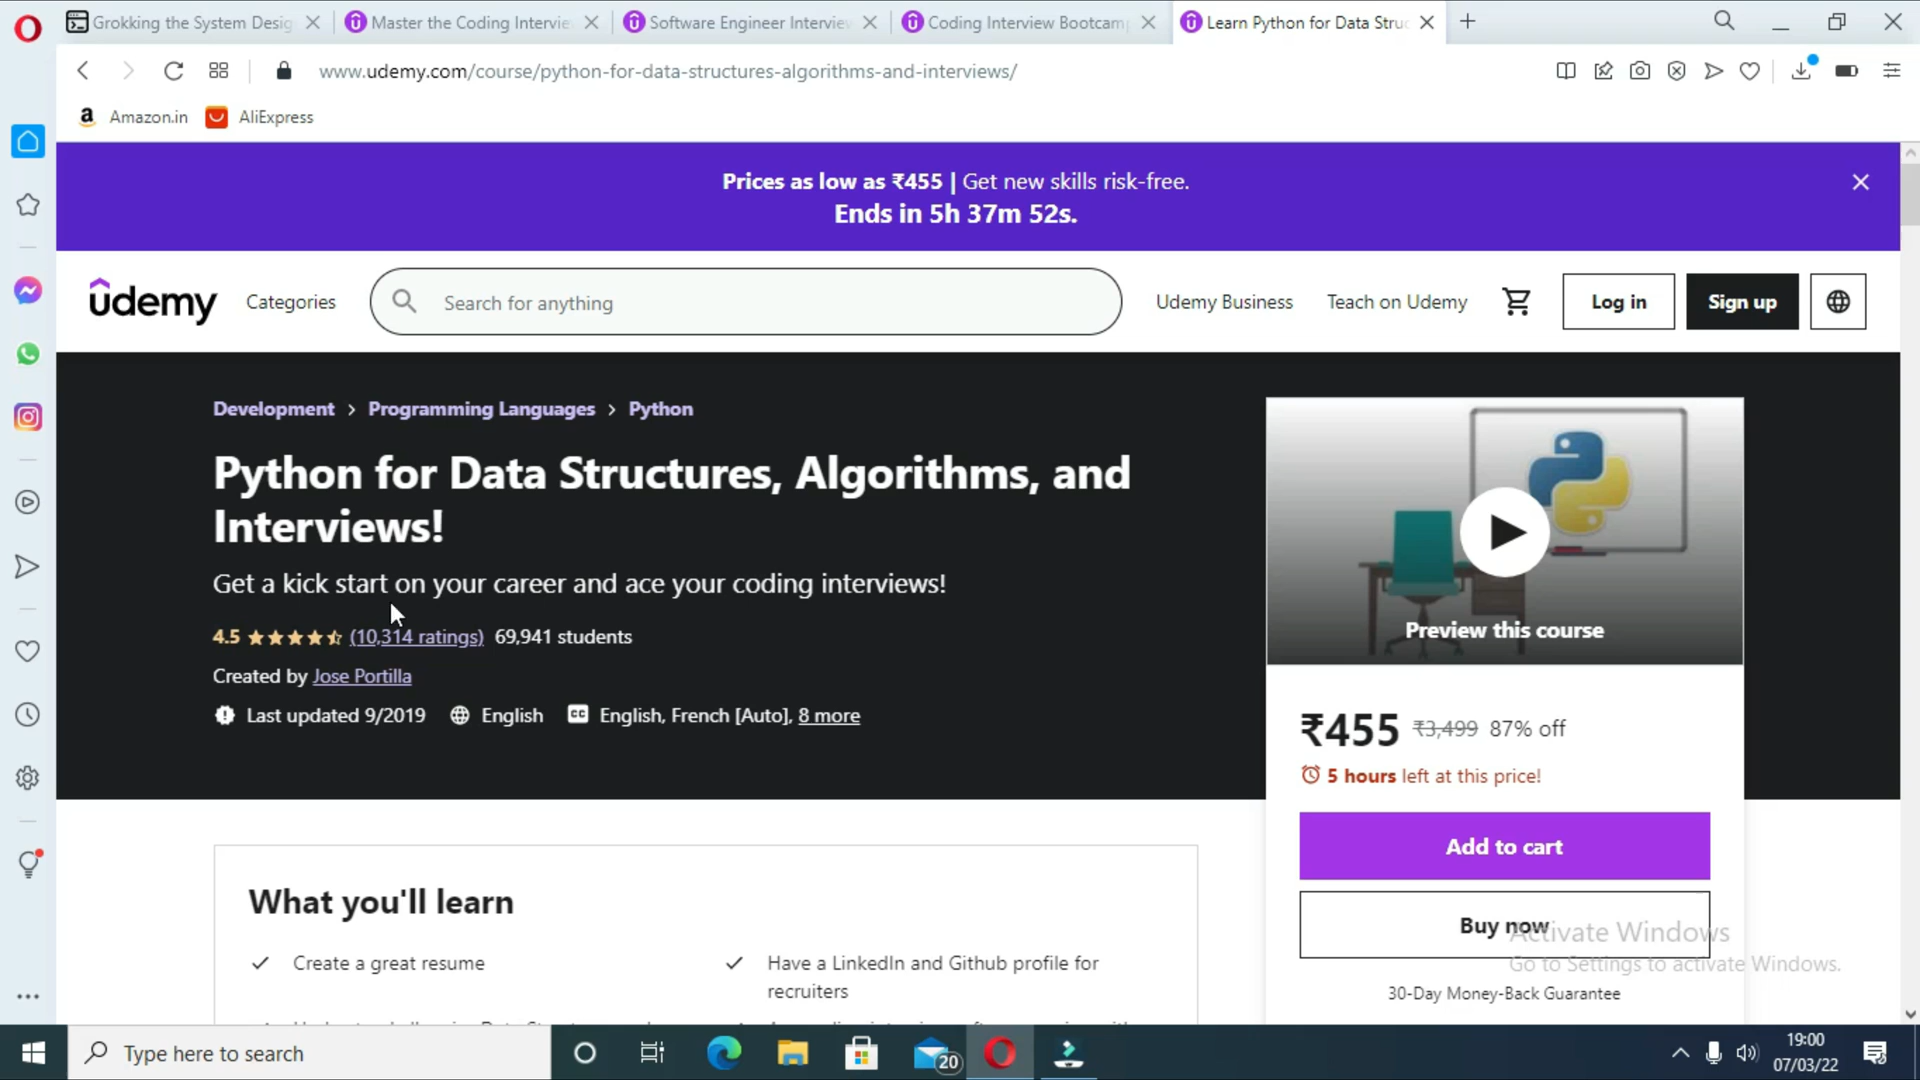 Grokking the System Desig
Master the Coding Intervie
Software Engineer Intervie
Coding Interview Bootcam
Learn Python for Data Struc
www.udemy.com/course/python-for-data-structures-algorithms-and-interviews/
Amazon.in
AliExpress
Prices as low as ₹455 | Get new skills risk-free.
Ends in 5h 37m 52s.
udemy
Categories
Search for anything
Udemy Business
Teach on Udemy
Log in
Sign up
Development > Programming Languages > Python
Python for Data Structures, Algorithms, and
Interviews!
Get a kick start on your career and ace your coding interviews!
4.5 (10,314 ratings) 69,941 students
Created by Jose Portilla
Last updated 9/2019 English CC English, French [Auto], 8 more
Preview this course
₹455 ₹3,499 87% off
5 hours left at this price!
Add to cart
Buy now
30-Day Money-Back Guarantee
What you'll learn
Create a great resume
Have a LinkedIn and Github profile for
recruiters
Activate Windows
Go to Settings to activate Windows.
Type here to search
20
19:00
07/03/22